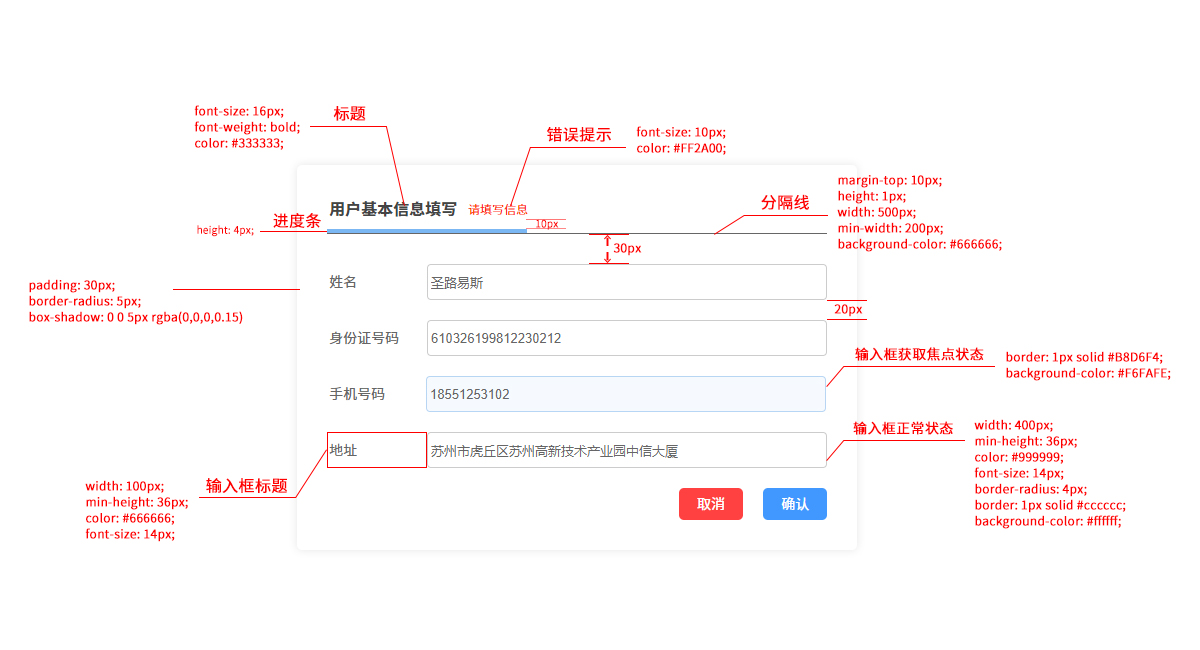 font-size: 16px;
font-weight: bold;
color: #333333;
标题
错误提示
font-size: 10px;
color: #FF2A00;
margin-top: 10px;
height: 1px;
width: 500px;
min-width: 200px;
background-color: #666666;
分隔线
用户基本信息填写 请填写信息
进度条
height: 4px;
10px
30px
padding: 30px;
border-radius: 5px;
box-shadow: 0 0 5px rgba(0,0,0,0.15)
姓名 圣路易斯
20px
身份证号码 610326199812230212
输入框获取焦点状态
border: 1px solid #B8D6F4;
background-color: #F6FAFE;
手机号码 18551253102
输入框正常状态
width: 400px;
min-height: 36px;
color: #999999;
font-size: 14px;
border-radius: 4px;
border: 1px solid #cccccc;
background-color: #ffffff;
地址 苏州市虎丘区苏州高新技术产业园中信大厦
输入框标题
width: 100px;
min-height: 36px;
color: #666666;
font-size: 14px;
取消 确认